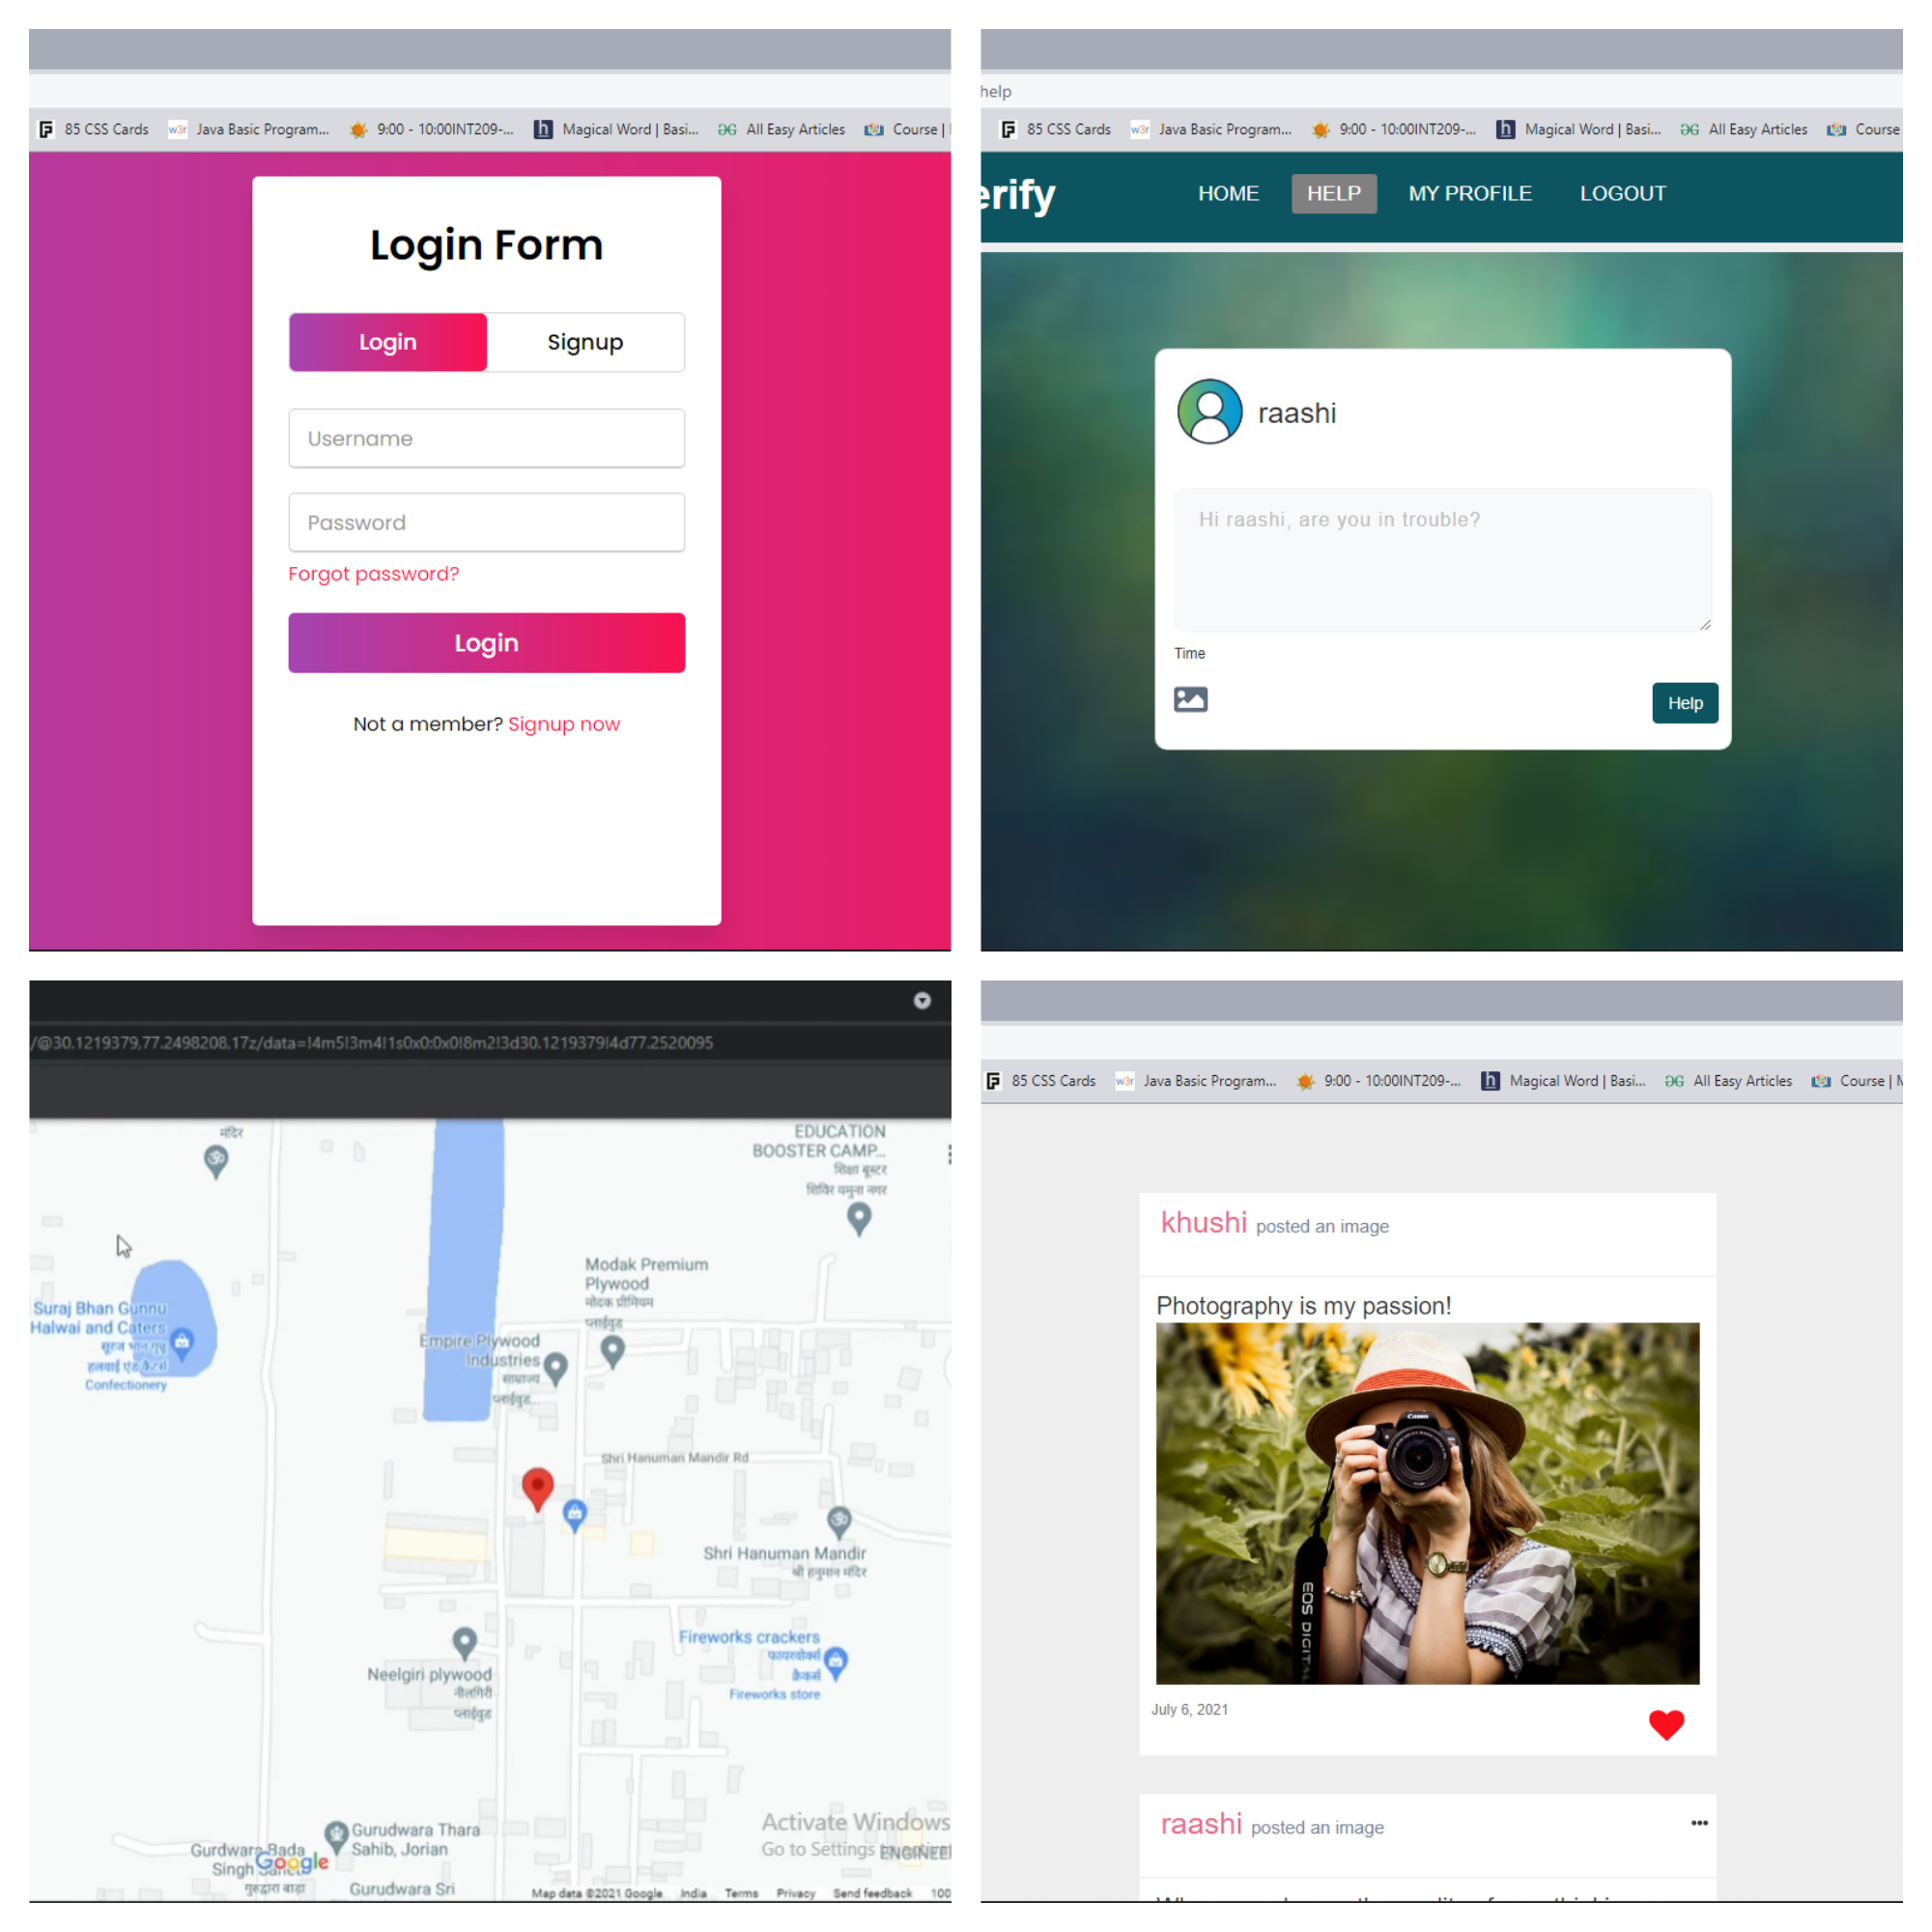 85 CSS Cards Java Basic Program... 9:00 - 10:00INT209-... Magical Word | Basi... All Easy Articles Course |
Login Form
Login Signup
Username
Password
Forgot password?
Login
Not a member? Signup now
help
85 CSS Cards Java Basic Program... 9:00 - 10:00INT209-... Magical Word | Basi... All Easy Articles Course
erify HOME HELP MY PROFILE LOGOUT
raashi
Hi raashi, are you in trouble?
Time
Help
/@30.1219379,77.2498208,17z/data=!4m5!3m4!1s0x0:0x0!8m2!3d30.1219379!4d77.2520095
मंदिर
EDUCATION
BOOSTER CAMP...
शिक्षा बूस्टर
शिविर यमुना नगर
Modak Premium
Plywood
मोदक प्रीमियम
प्लाईवुड
Suraj Bhan Gunnu
Halwai and Caters
सूरज भान गुन्नू
हलवाई एंड कैटर्स
Confectionery
Empire Plywood
Industries
साम्राज्य
प्लाईवुड...
Shri Hanuman Mandir Rd
Shri Hanuman Mandir
श्री हनुमान मंदिर
Fireworks crackers
फायरवोर्क्स
क्रैकर्स
Fireworks store
Neelgiri plywood
नीलगिरी
प्लाईवुड
Gurudwara Thara
Sahib, Jorian
Gurdwara Bada
Singh
गुरुद्वारा बाड़ा
Google
Gurudwara Sri
Activate Windows
Go to Settings
Map data ©2021 Google India Terms Privacy Send feedback 100
85 CSS Cards Java Basic Program... 9:00 - 10:00INT209-... Magical Word | Basi... All Easy Articles Course |
khushi posted an image
Photography is my passion!
Canon
EOS DIGITAL
July 6, 2021
raashi posted an image